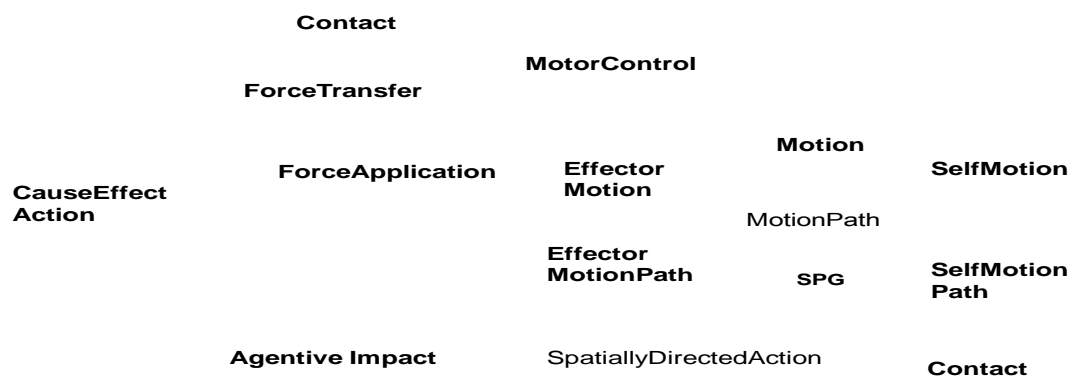 Contact
MotorControl
ForceTransfer
Motion
ForceApplication
Effector
Motion
SelfMotion
CauseEffect
Action
MotionPath
Effector
MotionPath
SPG
SelfMotion
Path
Agentive Impact
SpatiallyDirectedAction
Contact